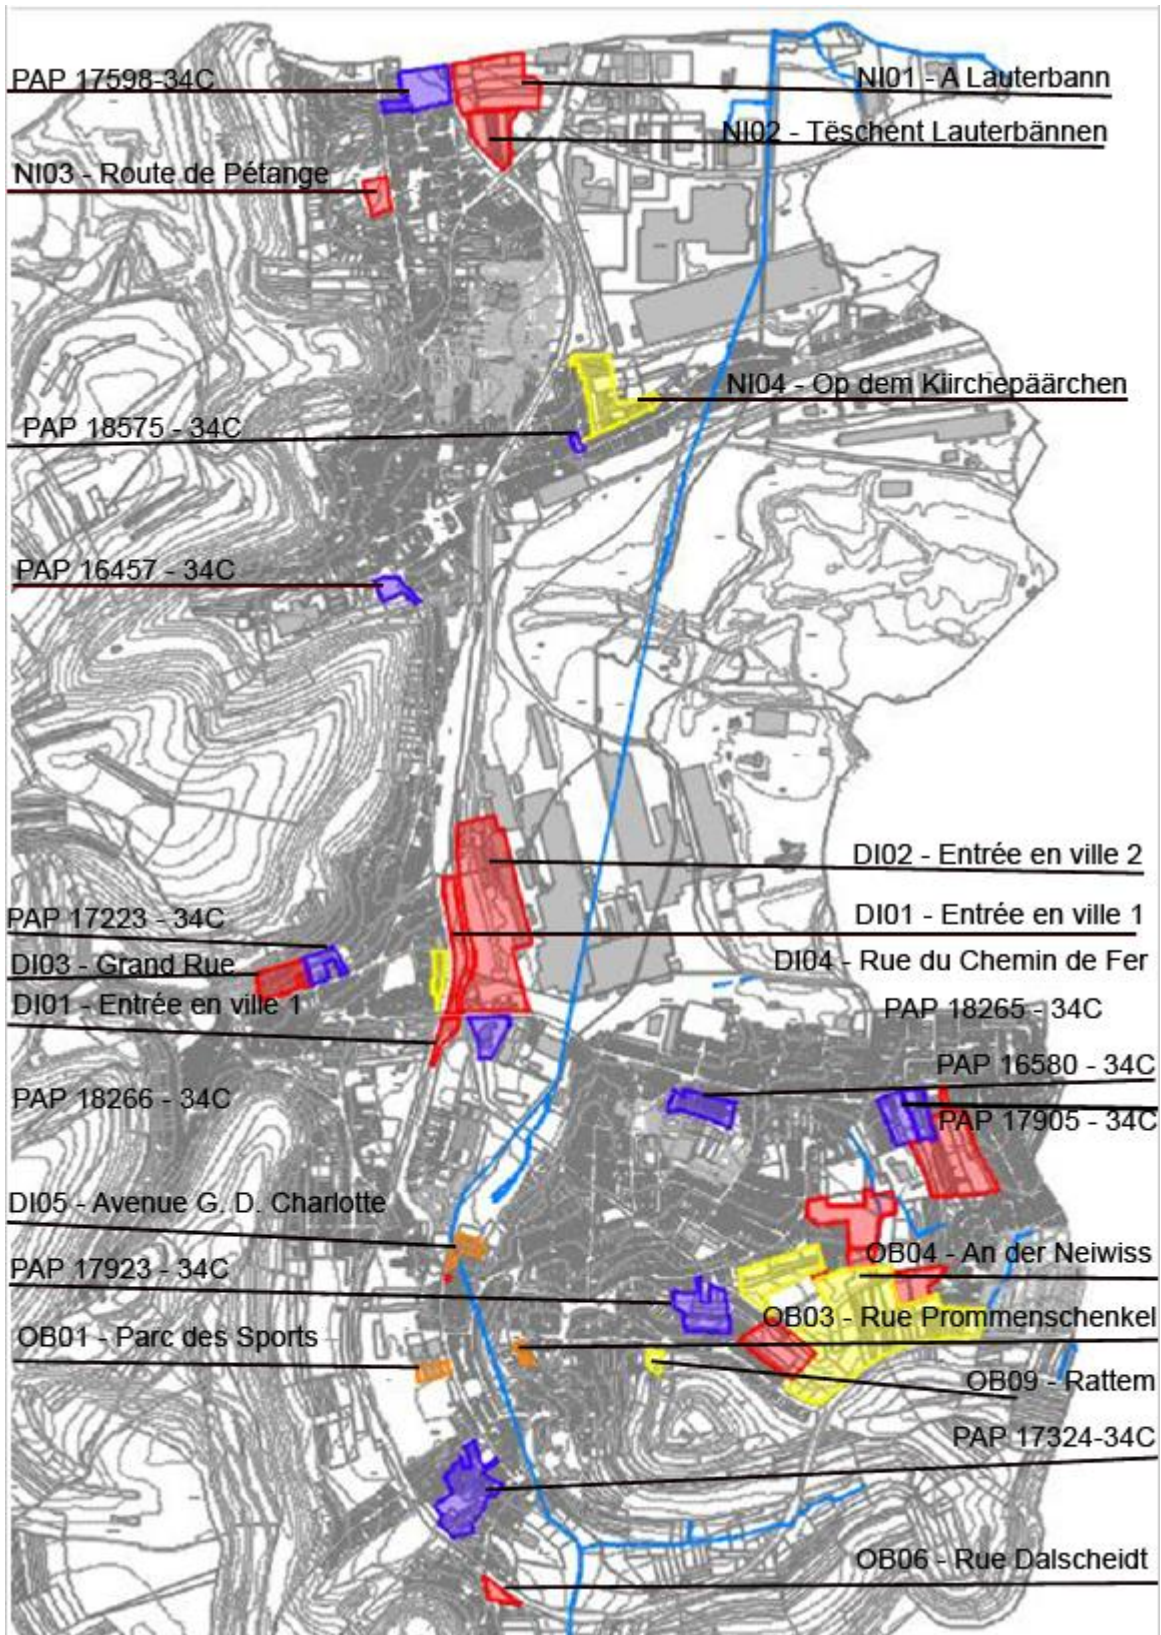 PAP 17598-34C
NI01 - A Lauterbann
NI02 - Tëschent Lauterbännen
NI03 - Route de Pétange
NI04 - Op dem Kiirchepäärchen
PAP 18575 - 34C
PAP 16457 - 34C
DI02 - Entrée en ville 2
PAP 17223 - 34C
DI01 - Entrée en ville 1
DI03 - Grand Rue
DI04 - Rue du Chemin de Fer
DI01 - Entrée en ville 1
PAP 18265 - 34C
PAP 16580 - 34C
PAP 18266 - 34C
PAP 17905 - 34C
DI05 - Avenue G. D. Charlotte
OB04 - An der Neiwiss
PAP 17923 - 34C
OB03 - Rue Prommenschenkel
OB01 - Parc des Sports
OB09 - Rattem
PAP 17324-34C
OB06 - Rue Dalscheidt